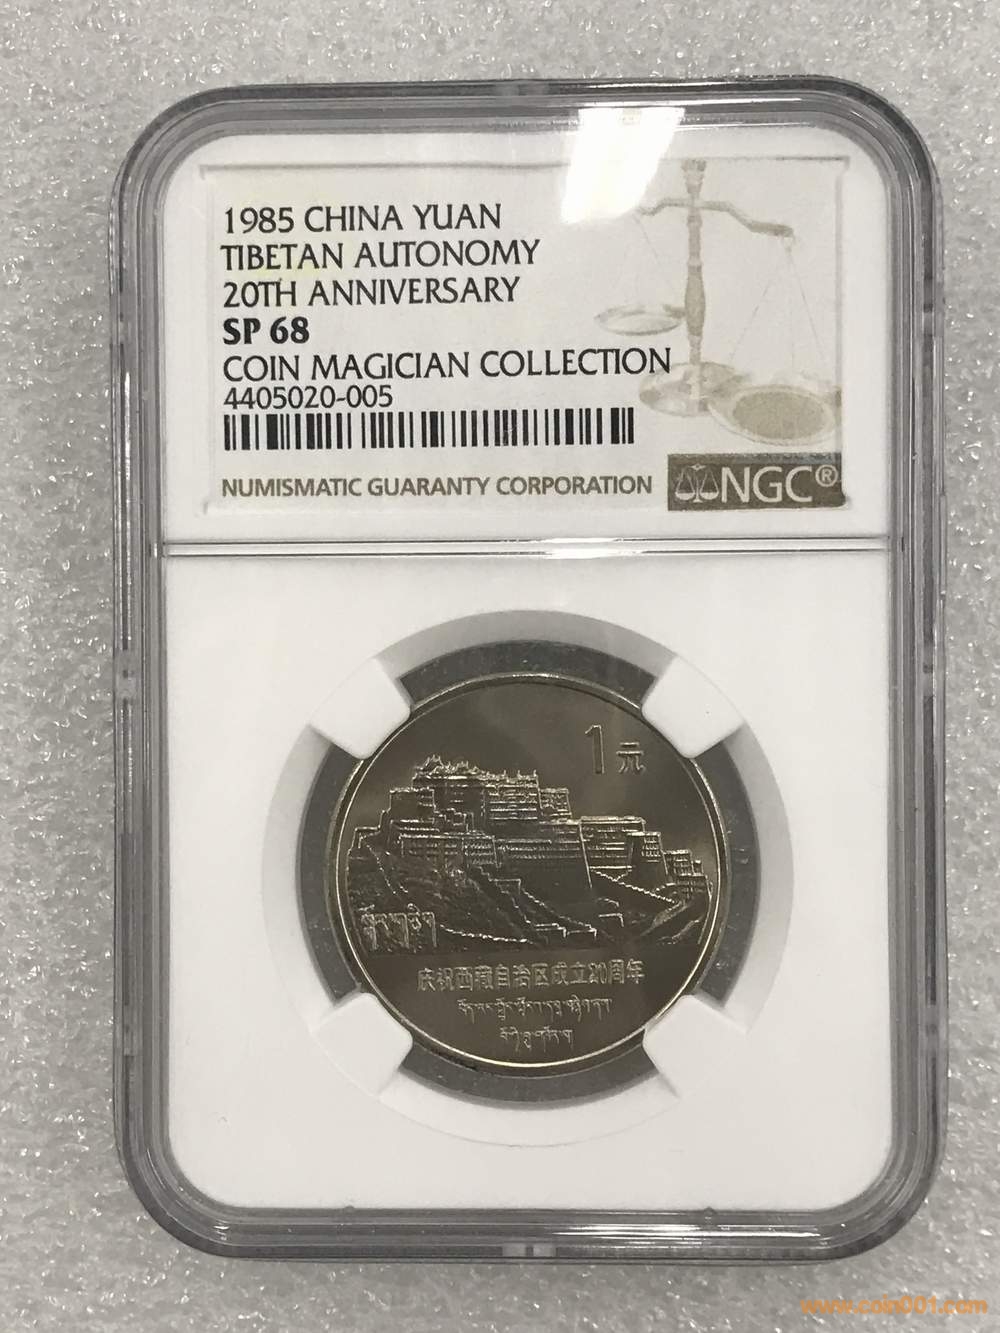 1985 CHINA YUAN
TIBETAN AUTONOMY
20TH ANNIVERSARY
SP 68
COIN MAGICIAN COLLECTION
4405020-005
NUMISMATIC GUARANTY CORPORATION
NGC®
1元
庆祝西藏自治区成立20周年
www.coin001.com